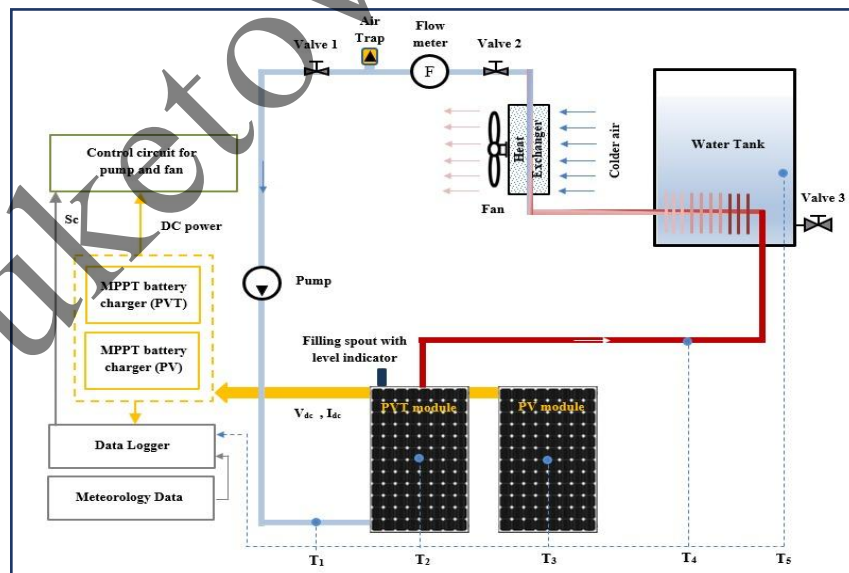 Air
Trap
Flow
meter
Valve 1
Valve 2
F
Heat
Exchanger
Colder air
Fan
Water Tank
Valve 3
Control circuit for
pump and fan
Sc
DC power
MPPT battery
charger (PVT)
MPPT battery
charger (PV)
Pump
Filling spout with
level indicator
Vdc , Idc
PVT module
PV module
Data Logger
Meteorology Data
T1
T2
T3
T4
T5